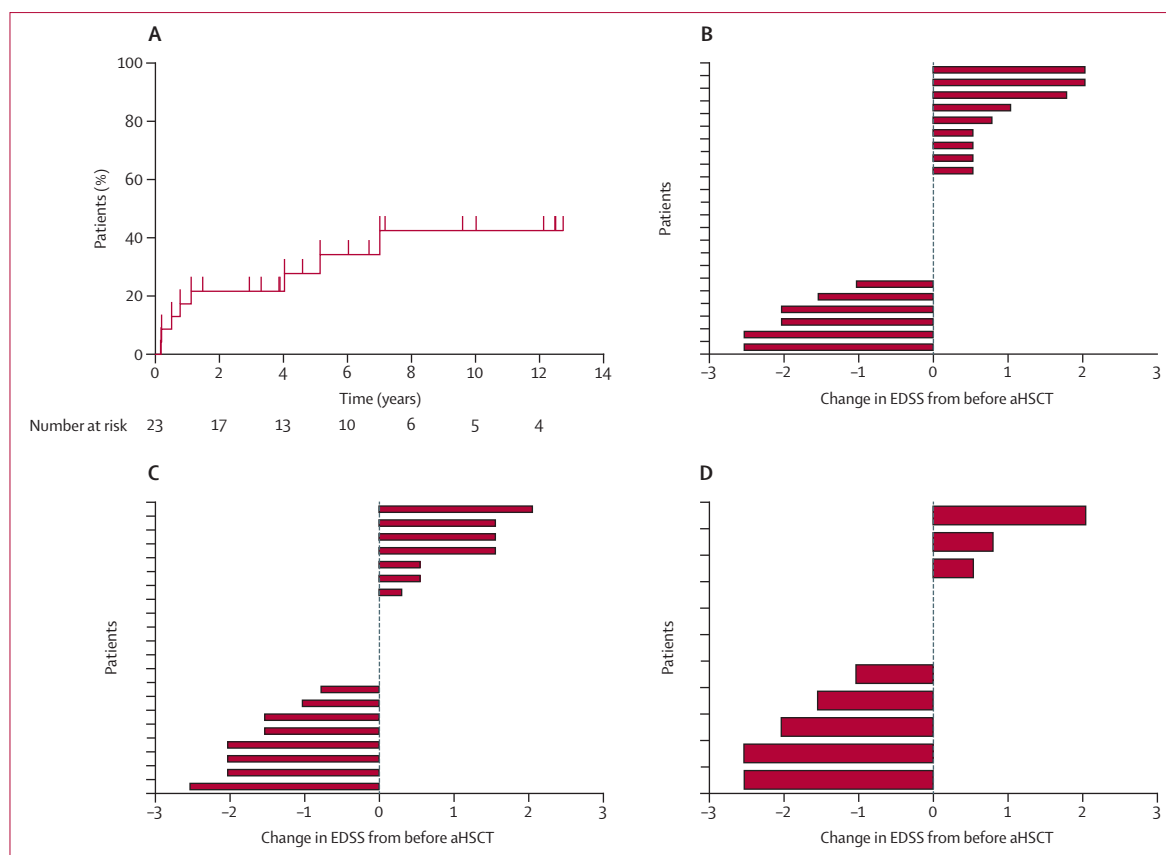 A
100
80
60
40
20
0
Patients (%)
0 2 4 6 8 10 12 14
Time (years)
Number at risk 23 17 13 10 6 5 4
B
Patients
–3 –2 –1 0 1 2 3
Change in EDSS from before aHSCT
C
Patients
–3 –2 –1 0 1 2 3
Change in EDSS from before aHSCT
D
Patients
–3 –2 –1 0 1 2 3
Change in EDSS from before aHSCT